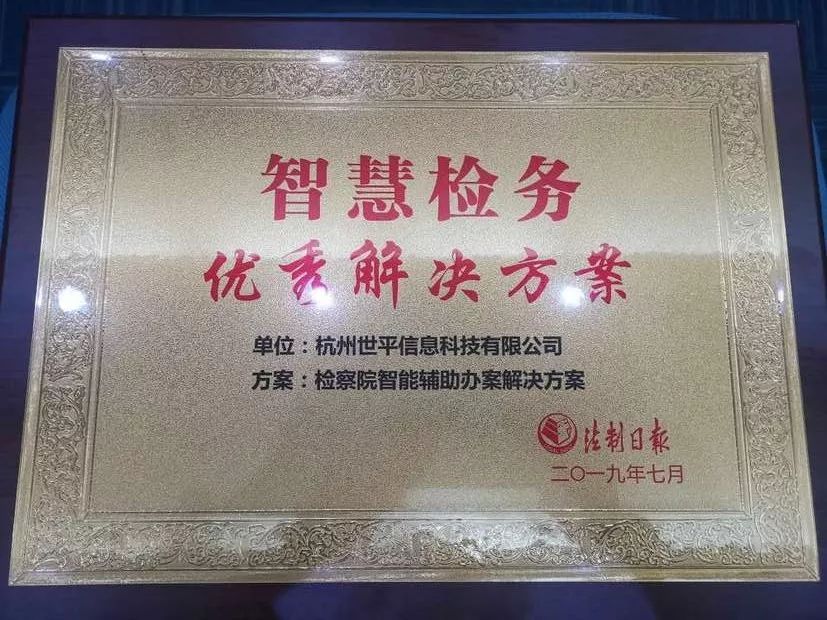 智慧检务
优秀解决方案
单位：杭州世平信息科技有限公司
方案：检察院智能辅助办案解决方案
法制日报
二〇一九年七月